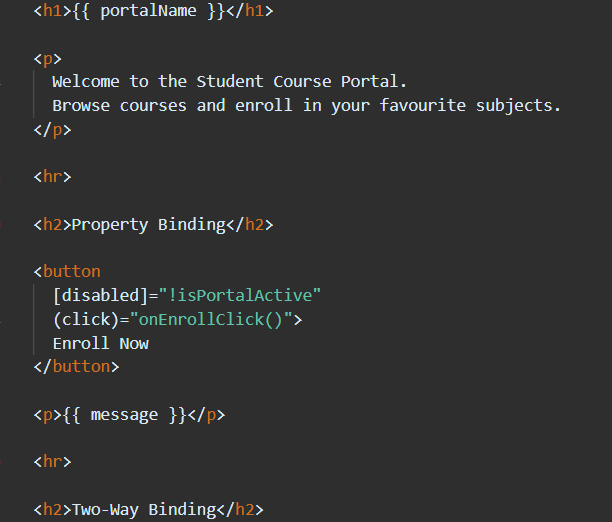 <h1>{{ portalName }}</h1>
<p>
Welcome to the Student Course Portal.
Browse courses and enroll in your favourite subjects.
</p>
<hr>
<h2>Property Binding</h2>
<button
[disabled]="!isPortalActive"
(click)="onEnrollClick()">
Enroll Now
</button>
<p>{{ message }}</p>
<hr>
<h2>Two-Way Binding</h2>